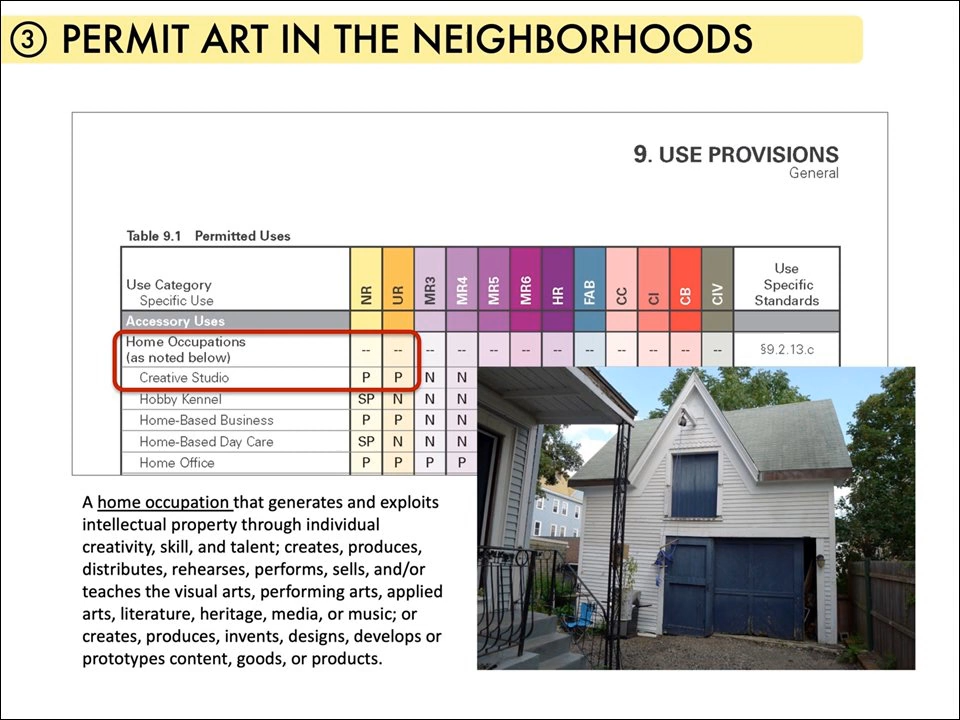 ③ PERMIT ART IN THE NEIGHBORHOODS
9. USE PROVISIONS
General
Table 9.1 Permitted Uses
Use Category
Specific Use
NR UR MR3 MR4 MR5 MR6 HR FAB CC CI CB CIV
Use
Specific
Standards
Accessory Uses
Home Occupations
(as noted below) -- -- -- -- -- -- -- -- -- -- -- -- §9.2.13.c
Creative Studio P P N N
Hobby Kennel SP N N N
Home-Based Business P P N N
Home-Based Day Care SP N N N
Home Office P P P P
A home occupation that generates and exploits
intellectual property through individual
creativity, skill, and talent; creates, produces,
distributes, rehearses, performs, sells, and/or
teaches the visual arts, performing arts, applied
arts, literature, heritage, media, or music; or
creates, produces, invents, designs, develops or
prototypes content, goods, or products.